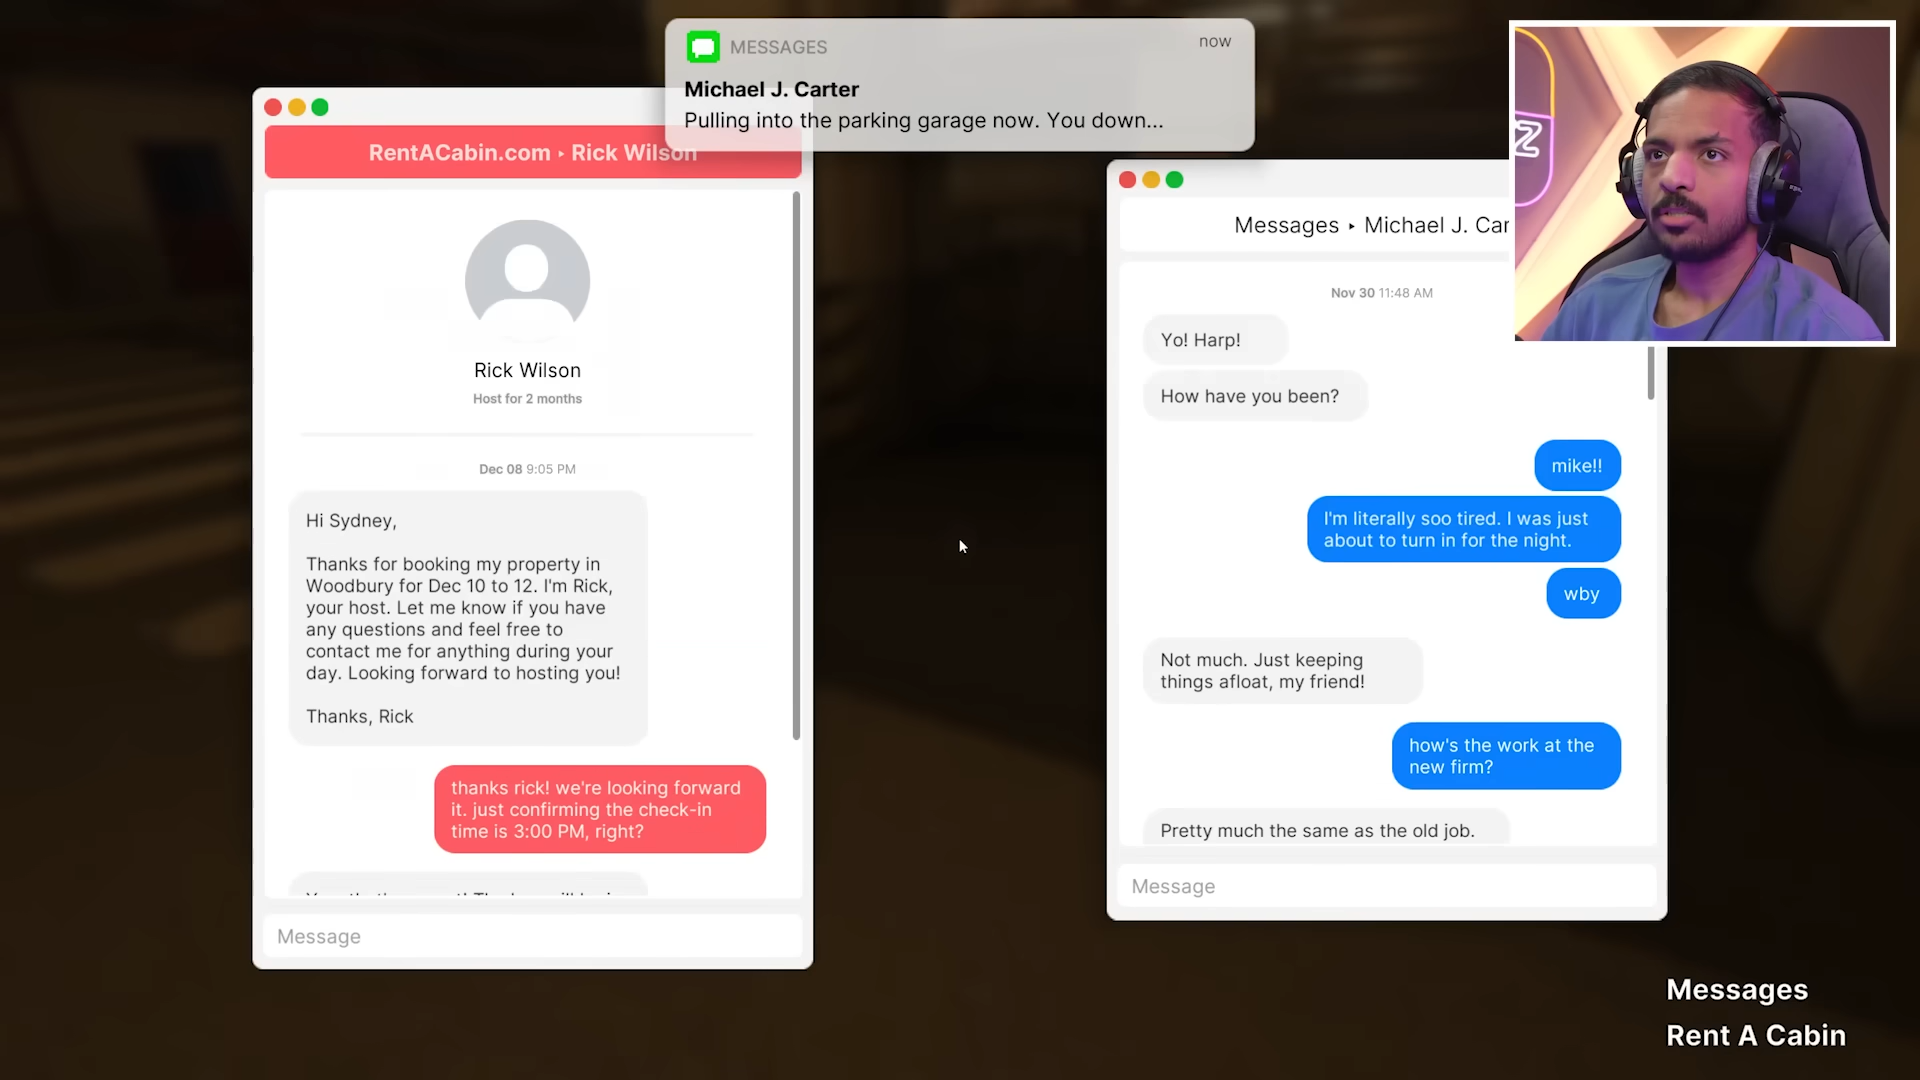 MESSAGES
now
Michael J. Carter
Pulling into the parking garage now. You down...
RentACabin.com ▸ Rick Wilson
Rick Wilson
Host for 2 months
Dec 08 9:05 PM
Hi Sydney,
Thanks for booking my property in
Woodbury for Dec 10 to 12. I'm Rick,
your host. Let me know if you have
any questions and feel free to
contact me for anything during your
day. Looking forward to hosting you!
Thanks, Rick
thanks rick! we're looking forward
it. just confirming the check-in
time is 3:00 PM, right?
Message
Messages ▸ Michael J. Car
Nov 30 11:48 AM
Yo! Harp!
How have you been?
mike!!
I'm literally soo tired. I was just
about to turn in for the night.
wby
Not much. Just keeping
things afloat, my friend!
how's the work at the
new firm?
Pretty much the same as the old job.
Message
Messages
Rent A Cabin